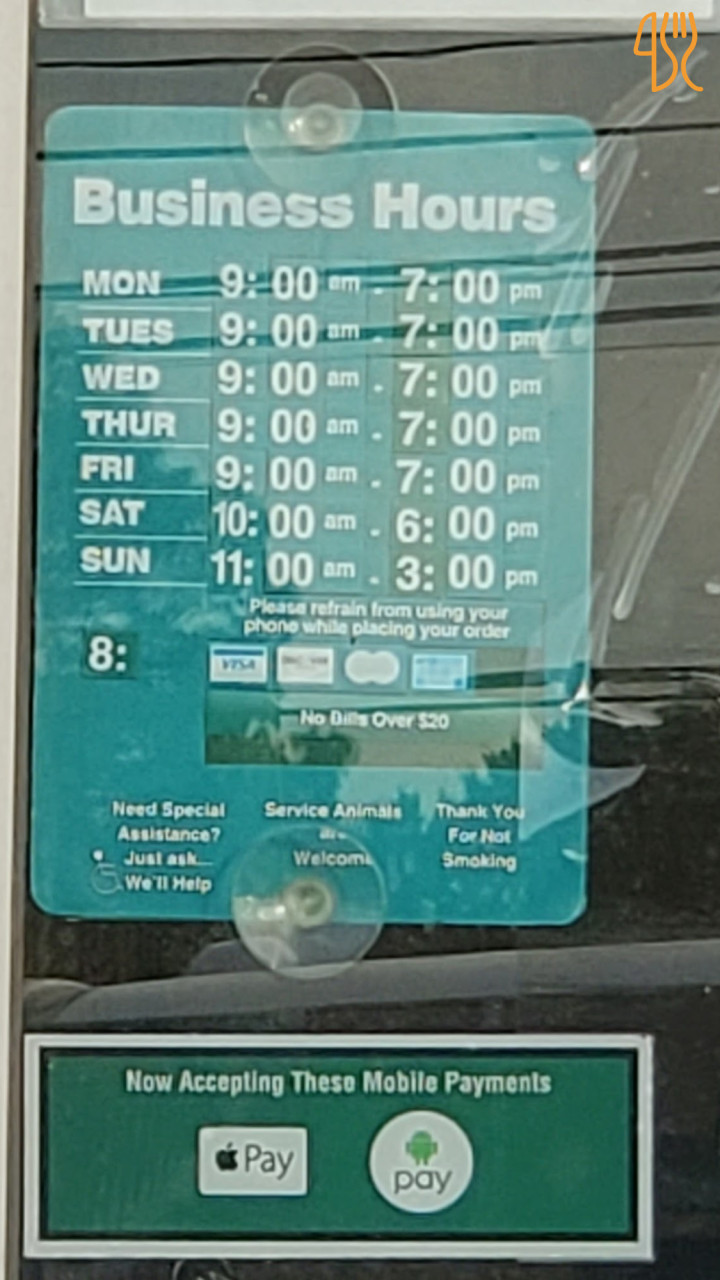 Business Hours
MON 9:00 am - 7:00 pm
TUES 9:00 am - 7:00 pm
WED 9:00 am - 7:00 pm
THUR 9:00 am - 7:00 pm
FRI 9:00 am - 7:00 pm
SAT 10:00 am - 6:00 pm
SUN 11:00 am - 3:00 pm
Please refrain from using your
phone while placing your order
8:
VISA
No Bills Over $20
Need Special
Assistance?
Just ask...
We'll Help
Service Animals
are
Welcome
Thank You
For Not
Smoking
Now Accepting These Mobile Payments
Pay
pay